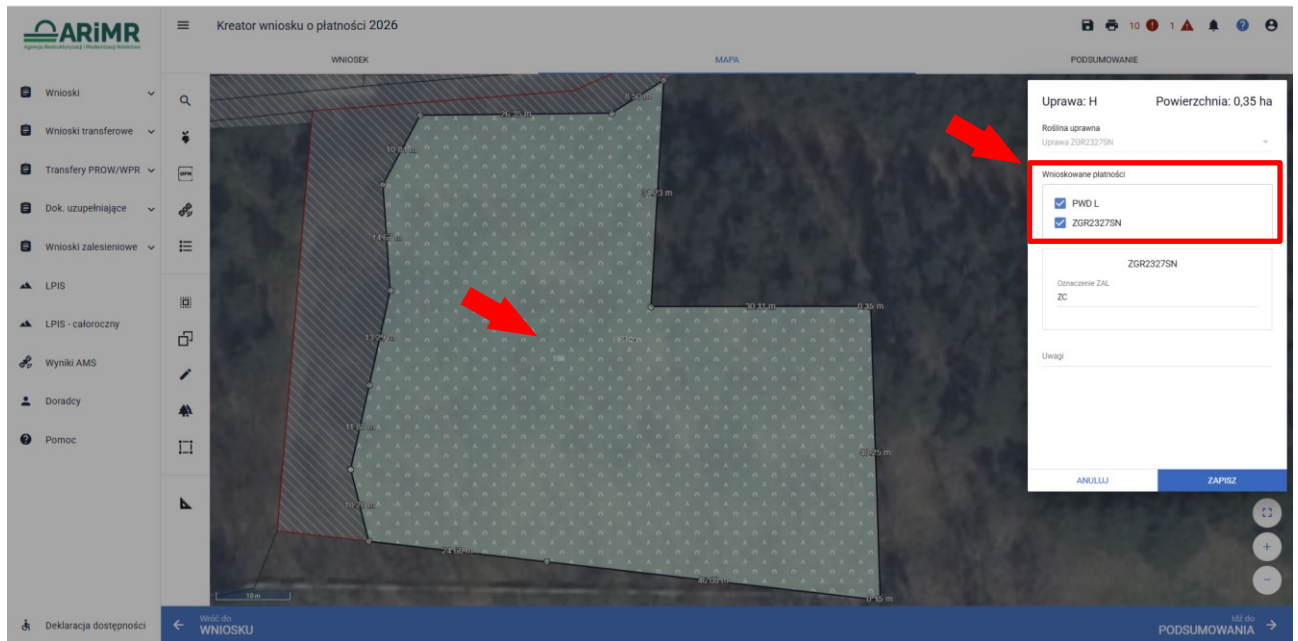 ARiMR
Agencja Restrukturyzacji i Modernizacji Rolnictwa
Kreator wniosku o płatności 2026
10
1
WNIOSEK
MAPA
PODSUMOWANIE
Wnioski
Wnioski transferowe
Transfery PROW/WPR
Dok. uzupełniające
Wnioski zalesieniowe
LPIS
LPIS - całoroczny
Wyniki AMS
Doradcy
Pomoc
Deklaracja dostępności
Uprawa: H
Powierzchnia: 0,35 ha
Roślina uprawna
Uprawa ZGR2327SN
Wnioskowane płatności
PWD L
ZGR2327SN
ZGR2327SN
Oznaczenie ZAL
ZC
Uwagi
ANULUJ
ZAPISZ
30.31 m
0.35 m
10 m
Wróć do
WNIOSKU
Idź do
PODSUMOWANIA